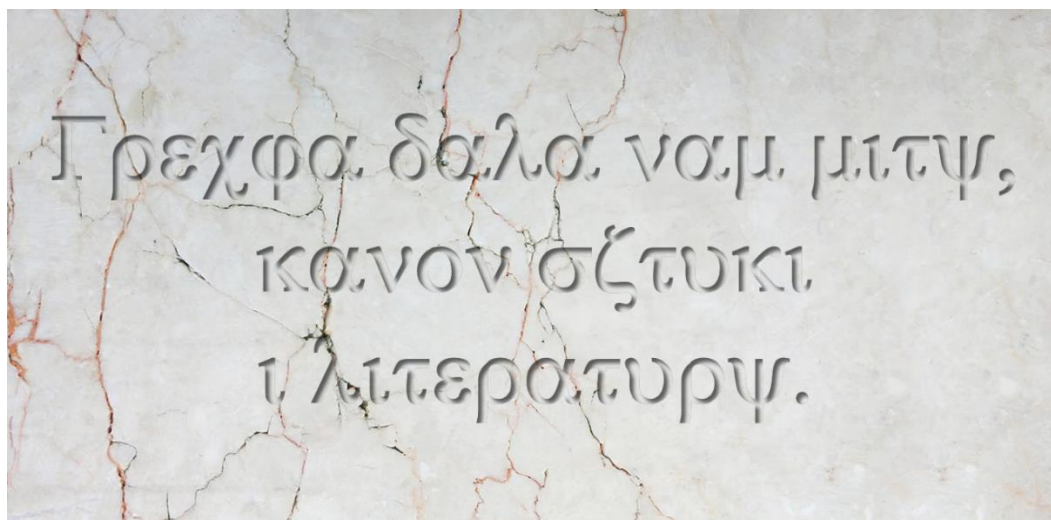 Γρεχφα δαλα ναμ μιτψ,
κανον σζτυκι
ι λιτερατυρψ.